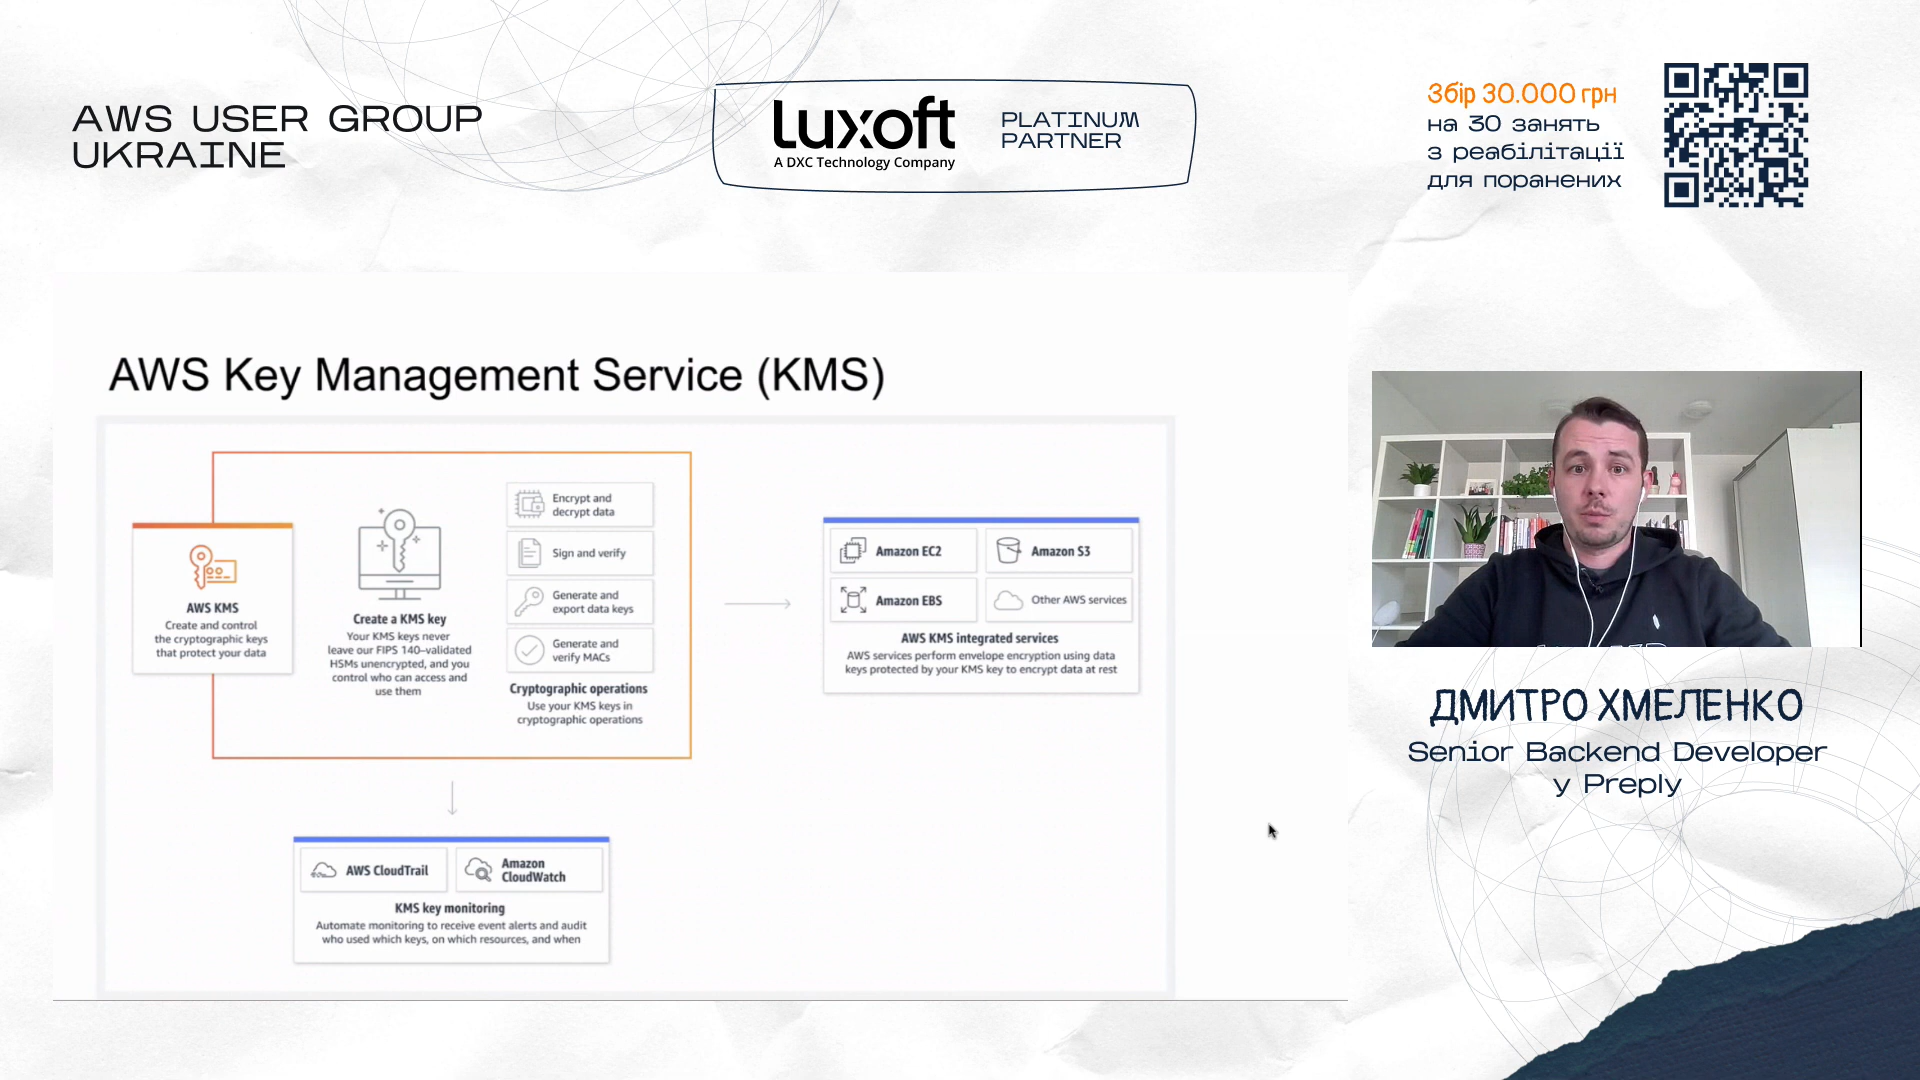 AWS USER GROUP
UKRAINE
Luxoft
A DXC Technology Company
PLATINUM
PARTNER
Збір 30.000 грн
на 30 занять
з реабілітації
для поранених
AWS Key Management Service (KMS)
AWS KMS
Create and control
the cryptographic keys
that protect your data
Create a KMS key
Your KMS keys never
leave our FIPS 140–validated
HSMs unencrypted, and you
control who can access and
use them
Encrypt and
decrypt data
Sign and verify
Generate and
export data keys
Generate and
verify MACs
Cryptographic operations
Use your KMS keys in
cryptographic operations
Amazon EC2
Amazon S3
Amazon EBS
Other AWS services
AWS KMS integrated services
AWS services perform envelope encryption using data
keys protected by your KMS key to encrypt data at rest
AWS CloudTrail
Amazon
CloudWatch
KMS key monitoring
Automate monitoring to receive event alerts and audit
who used which keys, on which resources, and when
ДМИТРО ХМЕЛЕНКО
Senior Backend Developer
у Preply